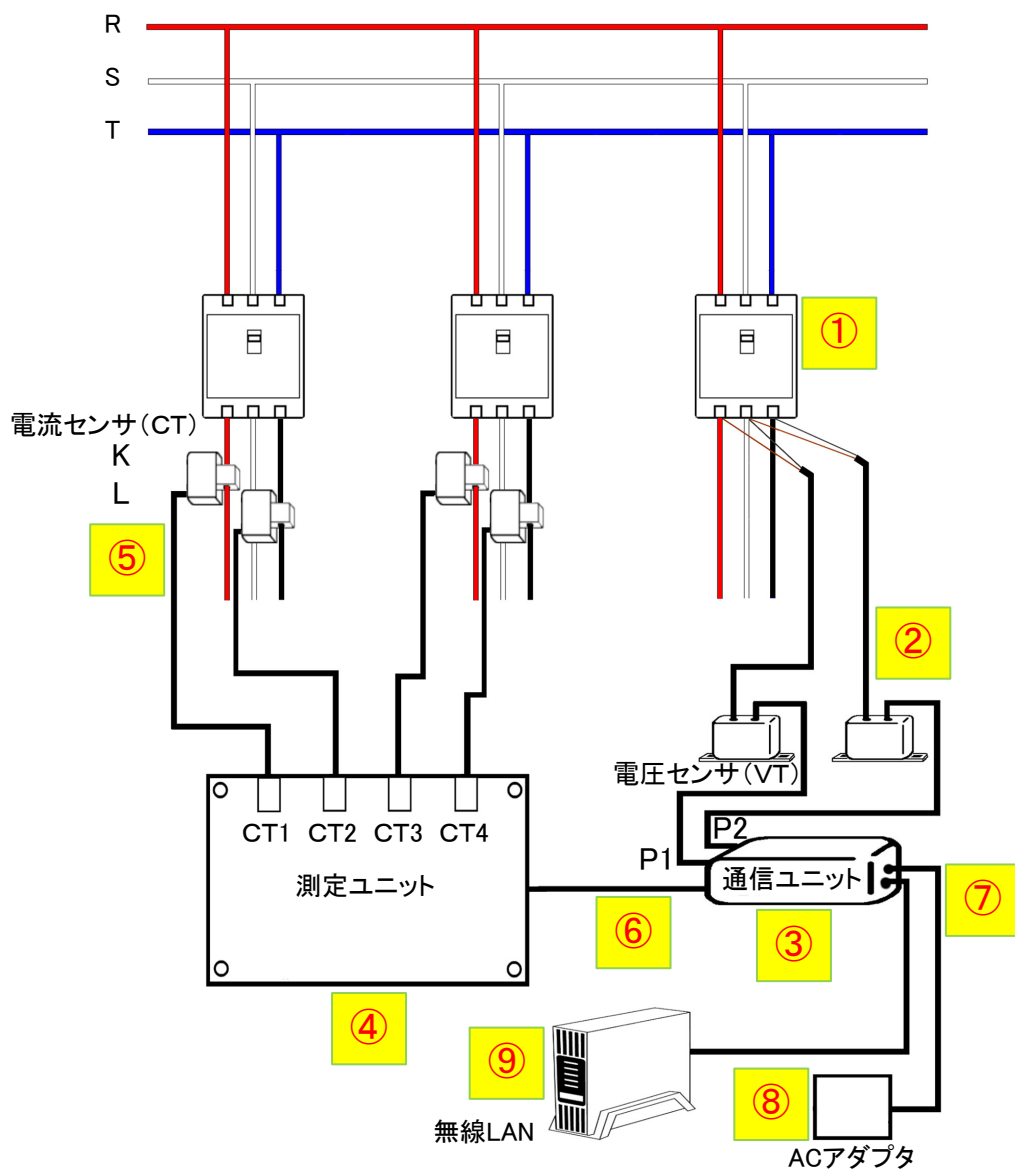 R
S
T
①
電流センサ(CT)
K
L
⑤
②
電圧センサ(VT)
CT1 CT2 CT3 CT4
P2
P1
測定ユニット
通信ユニット
⑦
⑥
③
④
⑨
⑧
無線LAN
ACアダプタ